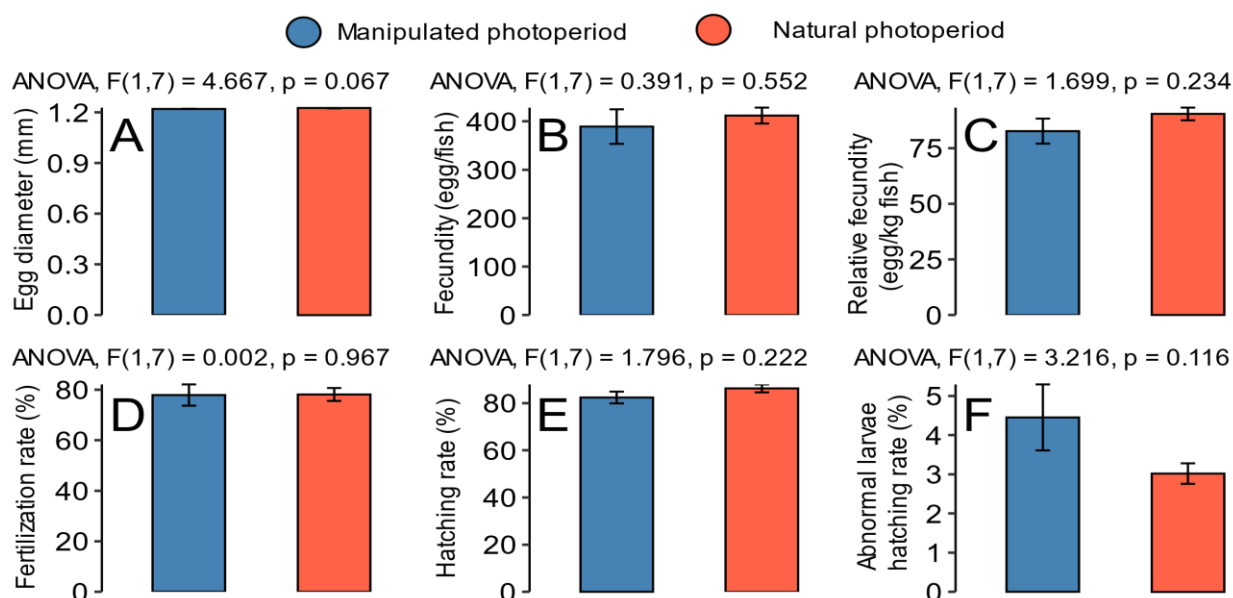 Manipulated photoperiod
Natural photoperiod
ANOVA, F(1,7) = 4.667, p = 0.067
A
Egg diameter (mm)
1.2
0.9
0.6
0.3
0.0
ANOVA, F(1,7) = 0.391, p = 0.552
B
Fecundity (egg/fish)
400
300
200
100
0
ANOVA, F(1,7) = 1.699, p = 0.234
C
Relative fecundity
(egg/kg fish)
75
50
25
0
ANOVA, F(1,7) = 0.002, p = 0.967
D
Fertilization rate (%)
80
60
40
20
0
ANOVA, F(1,7) = 1.796, p = 0.222
E
Hatching rate (%)
80
60
40
20
0
ANOVA, F(1,7) = 3.216, p = 0.116
F
Abnormal larvae
hatching rate (%)
5
4
3
2
1
0